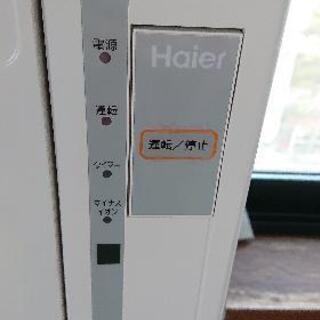 電源
Haier
運転
運転/停止
タイマー
マイナス
イオン